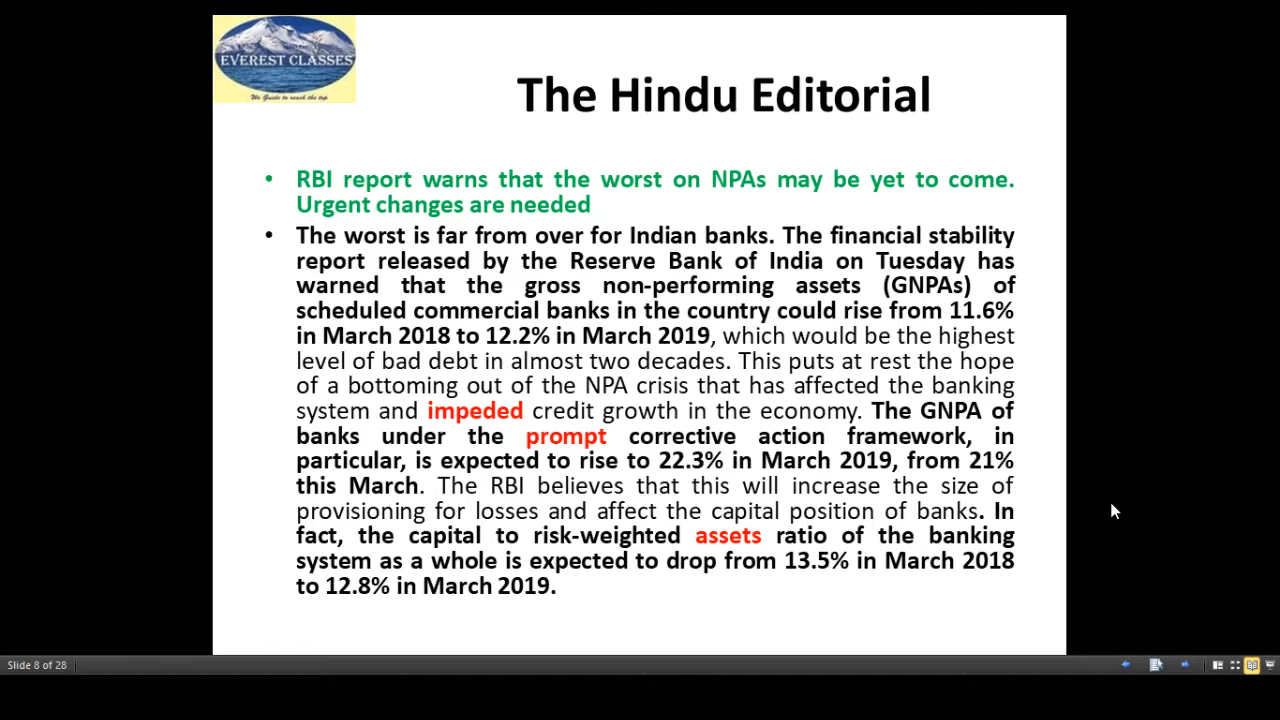 EVEREST CLASSES
We Guide to reach the top
The Hindu Editorial
• RBI report warns that the worst on NPAs may be yet to come.
Urgent changes are needed
• The worst is far from over for Indian banks. The financial stability
report released by the Reserve Bank of India on Tuesday has
warned that the gross non-performing assets (GNPAs) of
scheduled commercial banks in the country could rise from 11.6%
in March 2018 to 12.2% in March 2019, which would be the highest
level of bad debt in almost two decades. This puts at rest the hope
of a bottoming out of the NPA crisis that has affected the banking
system and impeded credit growth in the economy. The GNPA of
banks under the prompt corrective action framework, in
particular, is expected to rise to 22.3% in March 2019, from 21%
this March. The RBI believes that this will increase the size of
provisioning for losses and affect the capital position of banks. In
fact, the capital to risk-weighted assets ratio of the banking
system as a whole is expected to drop from 13.5% in March 2018
to 12.8% in March 2019.
Slide 8 of 28